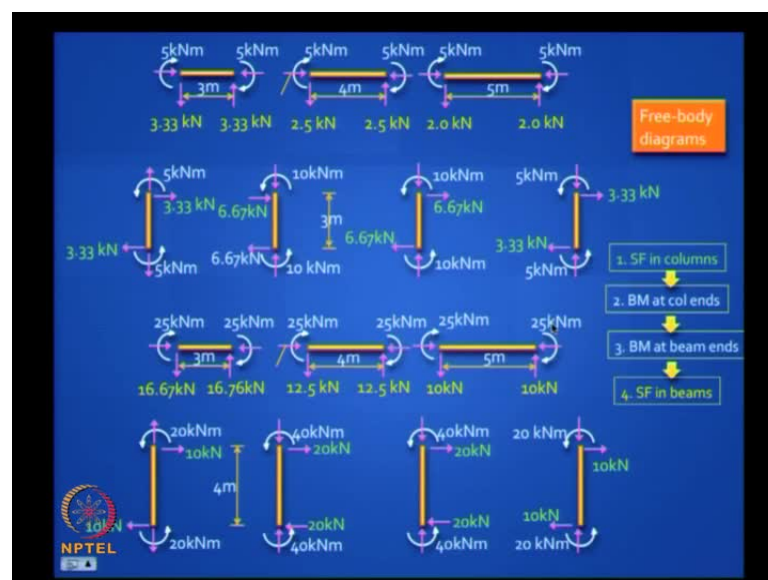 5kNm 5kNm 5kNm 5kNm 5kNm 5kNm
3m 4m 5m
3.33 kN 3.33 kN 2.5 kN 2.5 kN 2.0 kN 2.0 kN
Free-body
diagrams
5kNm 10kNm 10kNm 5kNm
3.33 kN 6.67kN 6.67kN 3.33 kN
3m
3.33 kN 6.67kN 6.67kN 3.33 kN
5kNm 10 kNm 10kNm 5kNm
1. SF in columns
2. BM at col ends
3. BM at beam ends
4. SF in beams
25kNm 25kNm 25kNm 25kNm 25kNm 25kNm
3m 4m 5m
16.67kN 16.76kN 12.5 kN 12.5 kN 10kN 10kN
20kNm 40kNm 40kNm 20 kNm
10kN 20kN 20kN 10kN
4m
10kN 20kN 20kN 10kN
20kNm 40kNm 40kNm 20 kNm
NPTEL